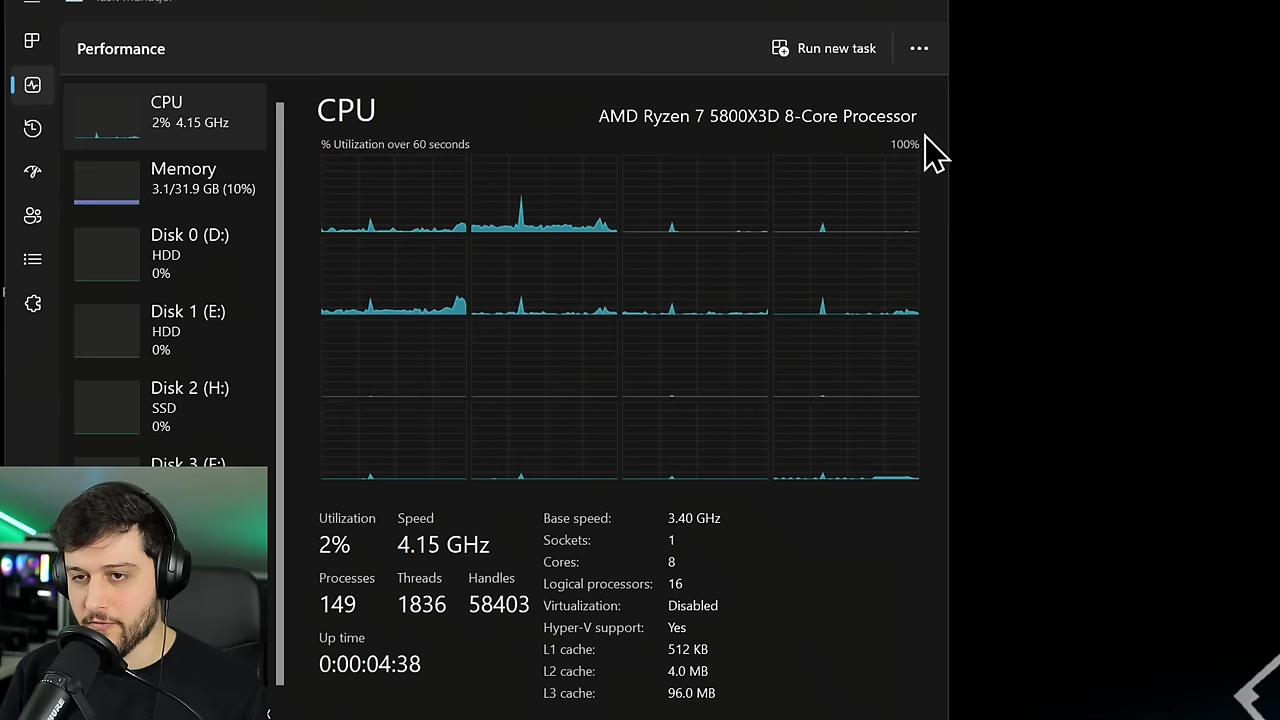 Task Manager
Performance
Run new task
CPU
2% 4.15 GHz
Memory
3.1/31.9 GB (10%)
Disk 0 (D:)
HDD
0%
Disk 1 (E:)
HDD
0%
Disk 2 (H:)
SSD
0%
Disk 3 (F:)
CPU
AMD Ryzen 7 5800X3D 8-Core Processor
% Utilization over 60 seconds
100%
Utilization
Speed
2%
4.15 GHz
Processes
Threads
Handles
149
1836
58403
Up time
0:00:04:38
Base speed: 3.40 GHz
Sockets: 1
Cores: 8
Logical processors: 16
Virtualization: Disabled
Hyper-V support: Yes
L1 cache: 512 KB
L2 cache: 4.0 MB
L3 cache: 96.0 MB